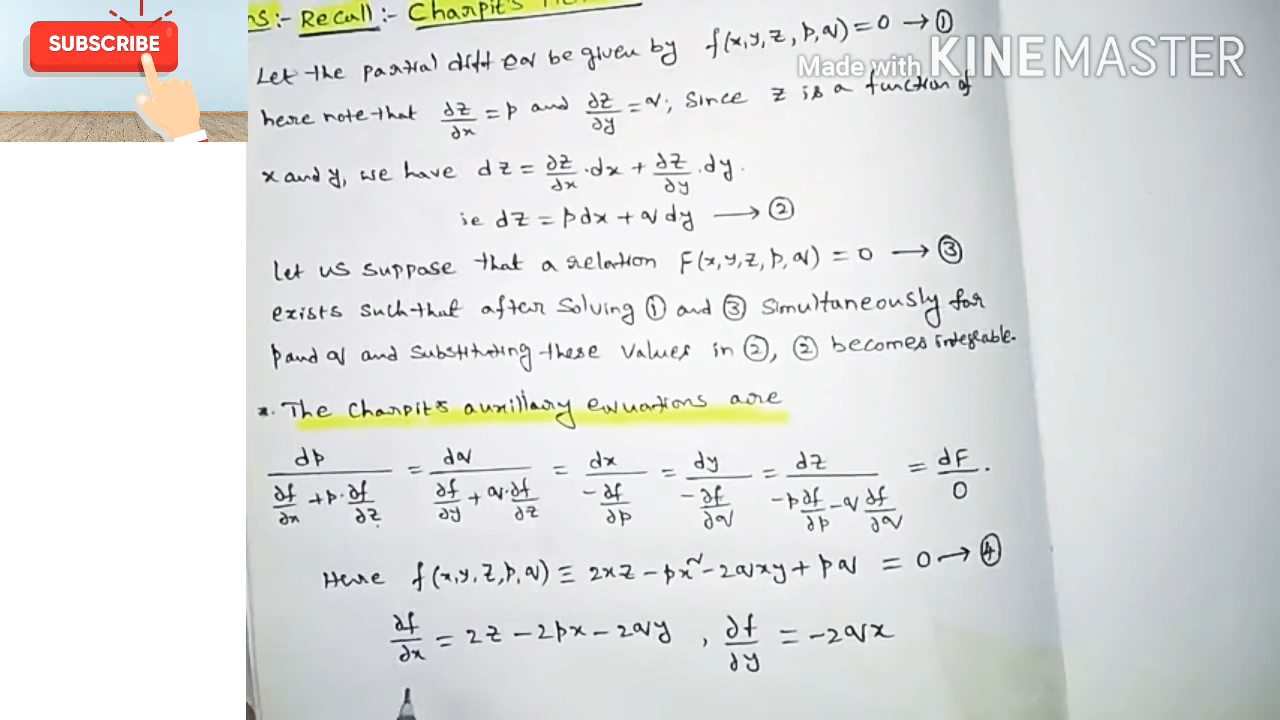 SUBSCRIBE
Made with KINEMASTER
ns:- Recall:- Charpit's
Let the partial diff eq be given by f(x,y,z,p,q)=0 → ①
here note that ∂z/∂x = p and ∂z/∂y = q; Since z is a function of
x and y, we have dz = ∂z/∂x · dx + ∂z/∂y · dy.
ie dz = pdx + q dy → ②
Let us suppose that a relation F(x,y,z,p,q) = 0 → ③
exists such that after solving ① and ③ simultaneously for
p and q and substituting these values in ②, ② becomes integrable.
*. The Charpit's auxillary equations are
dp/(∂f/∂x + p·∂f/∂z) = dq/(∂f/∂y + q·∂f/∂z) = dx/(-∂f/∂p) = dy/(-∂f/∂q) = dz/(-p∂f/∂p - q∂f/∂q) = dF/0.
Here f(x,y,z,p,q) ≡ 2xz - px² - 2qxy + pq = 0 → ④
∂f/∂x = 2z - 2px - 2qy , ∂f/∂y = -2qx